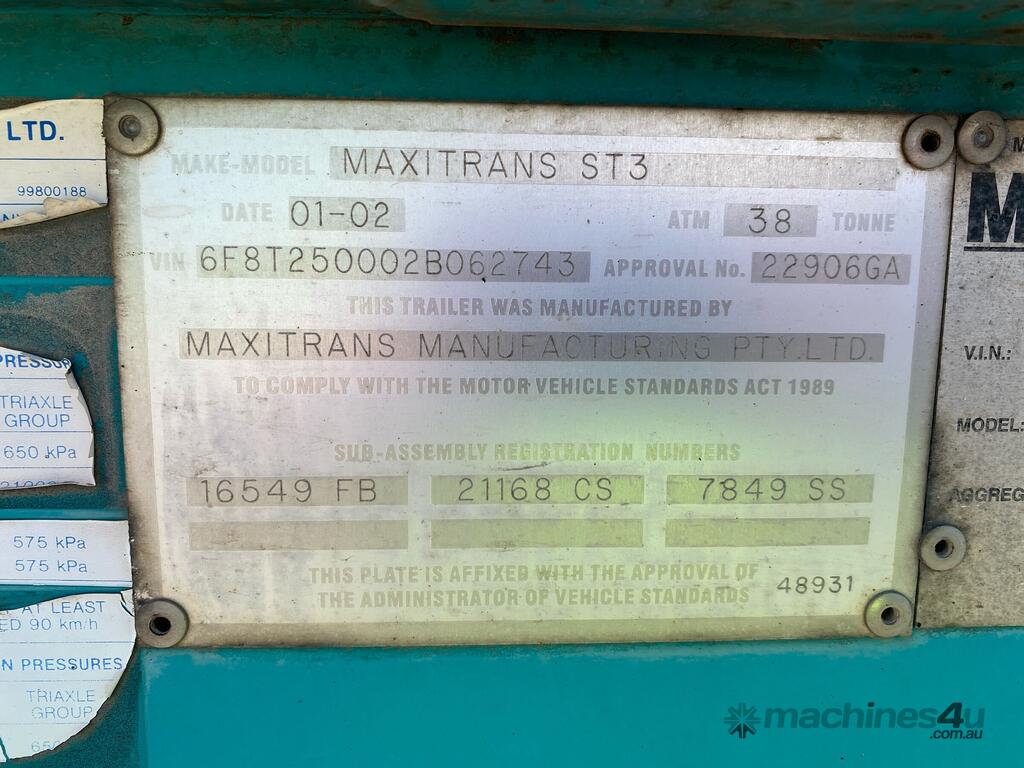 LTD.
99800188
MAKE-MODEL MAXITRANS ST3
DATE 01-02 ATM 38 TONNE
VIN 6F8T250002B062743 APPROVAL No. 22906GA
THIS TRAILER WAS MANUFACTURED BY
MAXITRANS MANUFACTURING PTY.LTD.
TO COMPLY WITH THE MOTOR VEHICLE STANDARDS ACT 1989
SUB-ASSEMBLY REGISTRATION NUMBERS
16549 FB 21168 CS 7849 SS
THIS PLATE IS AFFIXED WITH THE APPROVAL OF
THE ADMINISTRATOR OF VEHICLE STANDARDS 48931
PRESSUR
TRIAXLE
GROUP
650 kPa
575 kPa
575 kPa
AT LEAST
ED 90 km/h
N PRESSURES
TRIAXLE
GROUP
650
M
V.I.N.:
MODEL:
AGGREG
machines4u
.com.au